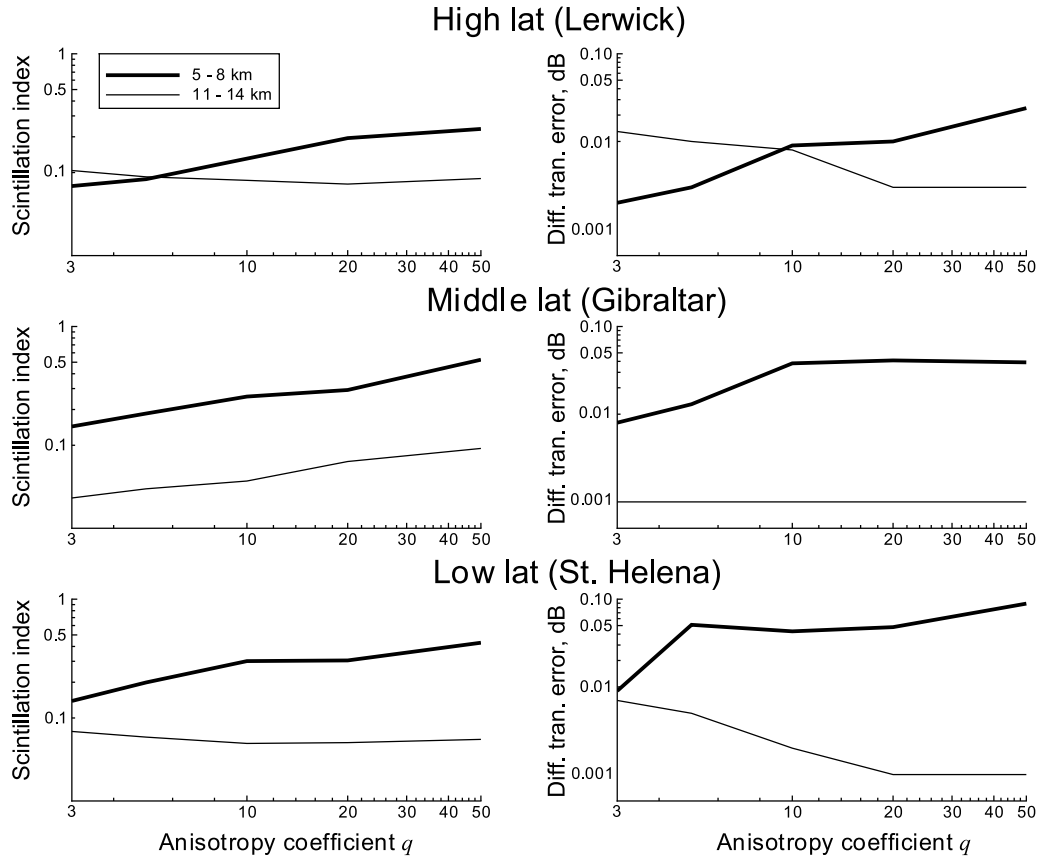 High lat (Lerwick)
Scintillation index
1
0.5
0.1
5 - 8 km
11 - 14 km
3 10 20 30 40 50
Diff. tran. error, dB
0.10
0.05
0.01
0.001
3 10 20 30 40 50
Middle lat (Gibraltar)
Scintillation index
1
0.5
0.1
3 10 20 30 40 50
Diff. tran. error, dB
0.10
0.05
0.01
0.001
3 10 20 30 40 50
Low lat (St. Helena)
Scintillation index
1
0.5
0.1
3 10 20 30 40 50
Anisotropy coefficient q
Diff. tran. error, dB
0.10
0.05
0.01
0.001
3 10 20 30 40 50
Anisotropy coefficient q